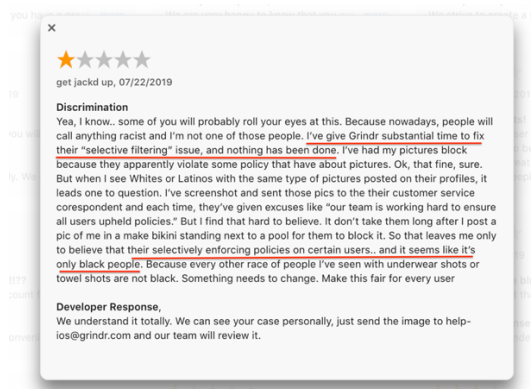 get jackd up, 07/22/2019
Discrimination
Yea, I know.. some of you will probably roll your eyes at this. Because nowadays, people will
call anything racist and I'm not one of those people. I've give Grindr substantial time to fix
their “selective filtering” issue, and nothing has been done. I've had my pictures block
because they apparently violate some policy that have about pictures. Ok, that fine, sure.
But when I see Whites or Latinos with the same type of pictures posted on their profiles, it
leads one to question. I've screenshot and sent those pics to the their customer service
corespondent and each time, they've given excuses like “our team is working hard to ensure
all users upheld policies.” But I find that hard to believe. It don't take them long after I post a
pic of me in a make bikini standing next to a pool for them to block it. So that leaves me only
to believe that their selectively enforcing policies on certain users.. and it seems like it's
only black people. Because every other race of people I've seen with underwear shots or
towel shots are not black. Something needs to change. Make this fair for every user
Developer Response,
We understand it totally. We can see your case personally, just send the image to help-
ios@grindr.com and our team will review it.